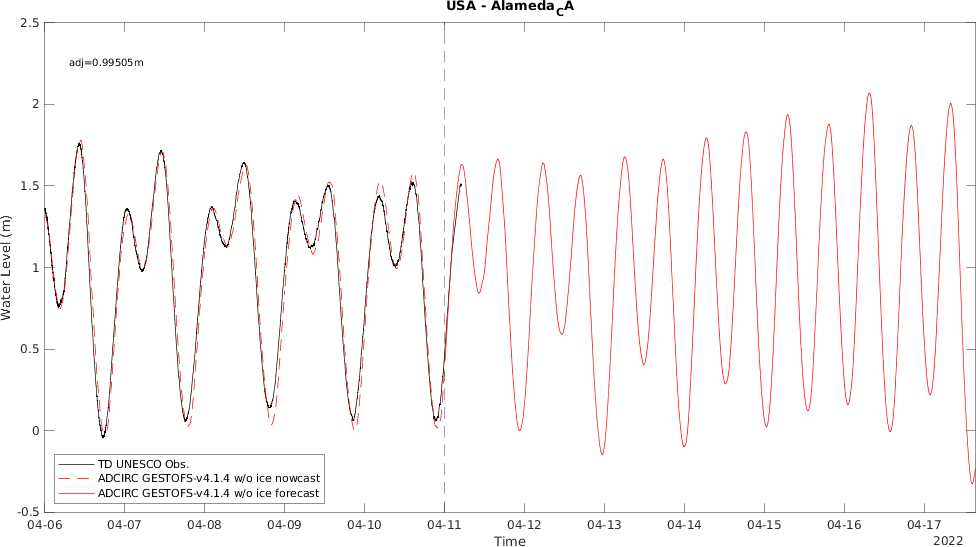 USA - AlamedaCA
2.5
adj=0.99505m
2
1.5
1
0.5
0
-0.5
Water Level (m)
TD UNESCO Obs.
ADCIRC GESTOFS-v4.1.4 w/o ice nowcast
ADCIRC GESTOFS-v4.1.4 w/o ice forecast
04-06 04-07 04-08 04-09 04-10 04-11 04-12 04-13 04-14 04-15 04-16 04-17
Time
2022